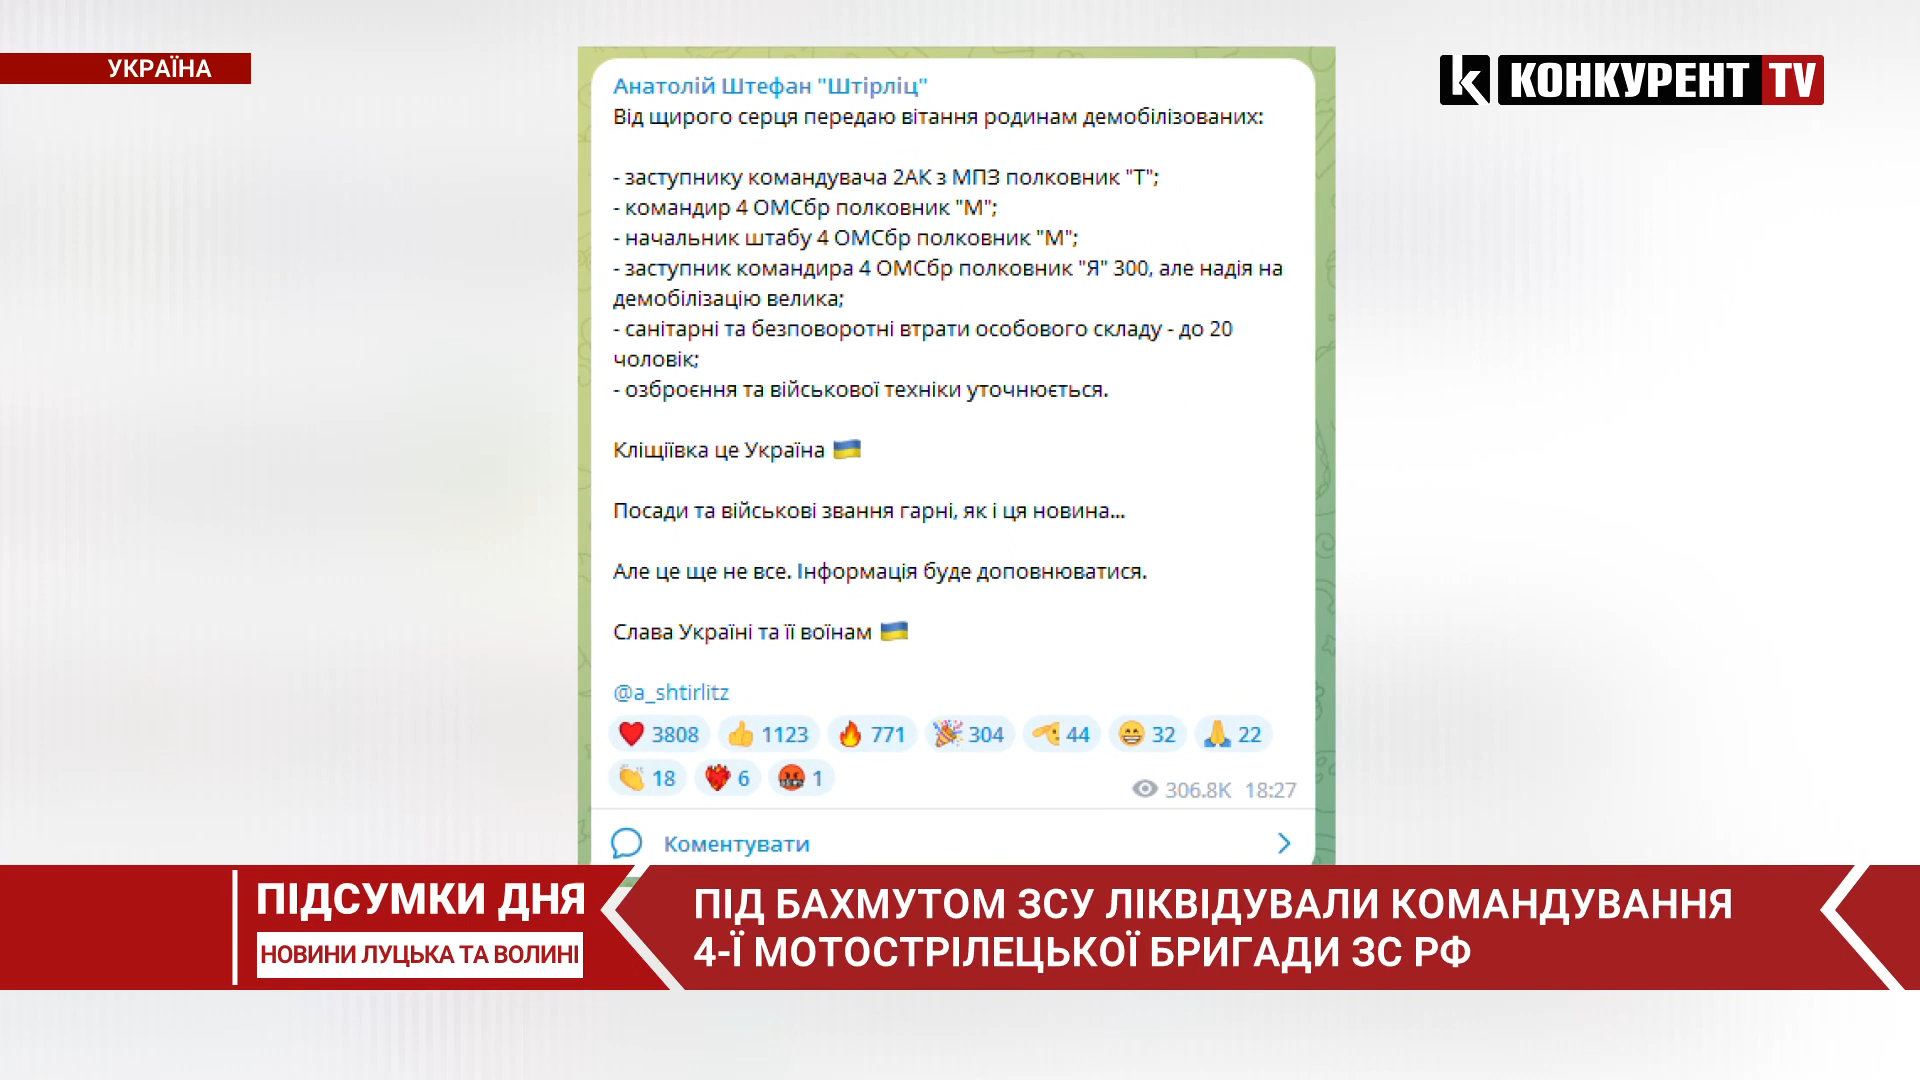 УКРАЇНА
k КОНКУРЕНТ TV
Анатолій Штефан "Штірліц"
Від щирого серця передаю вітання родинам демобілізованих:
- заступнику командувача 2АК з МПЗ полковник "Т";
- командир 4 ОМСбр полковник "М";
- начальник штабу 4 ОМСбр полковник "М";
- заступник командира 4 ОМСбр полковник "Я" 300, але надія на
демобілізацію велика;
- санітарні та безповоротні втрати особового складу - до 20
чоловік;
- озброєння та військової техніки уточнюється.
Кліщіївка це Україна 🇺🇦
Посади та військові звання гарні, як і ця новина...
Але це ще не все. Інформація буде доповнюватися.
Слава Україні та її воїнам 🇺🇦
@a_shtirlitz
3808 1123 771 304 44 32 22
18 6 1
306.8K 18:27
Коментувати
ПІДСУМКИ ДНЯ
НОВИНИ ЛУЦЬКА ТА ВОЛИНІ
ПІД БАХМУТОМ ЗСУ ЛІКВІДУВАЛИ КОМАНДУВАННЯ
4-Ї МОТОСТРІЛЕЦЬКОЇ БРИГАДИ ЗС РФ